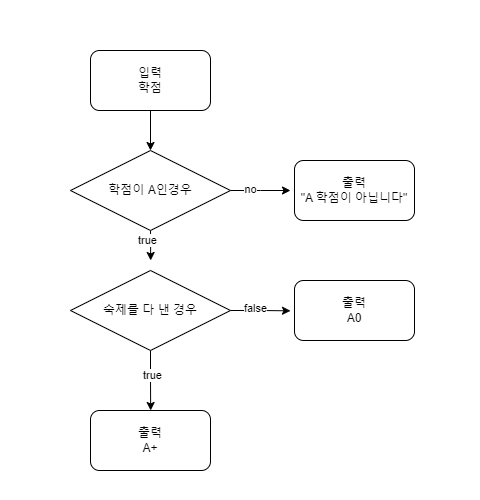 입력
학점
학점이 A인경우
no
출력
"A 학점이 아닙니다"
true
숙제를 다 낸 경우
false
출력
A0
true
출력
A+